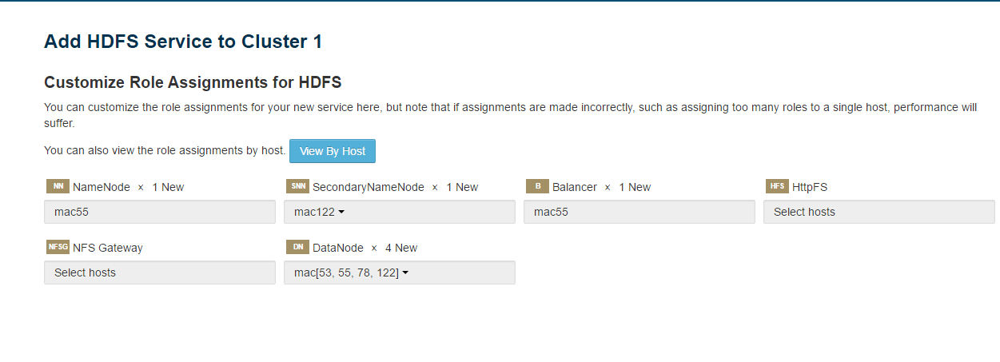 Add HDFS Service to Cluster 1
Customize Role Assignments for HDFS
You can customize the role assignments for your new service here, but note that if assignments are made incorrectly, such as assigning too many roles to a single host, performance will
suffer.
You can also view the role assignments by host. View By Host
NN NameNode × 1 New SNN SecondaryNameNode × 1 New B Balancer × 1 New HFS HttpFS
mac55 mac122 mac55 Select hosts
NFSG NFS Gateway DN DataNode × 4 New
Select hosts mac[53, 55, 78, 122]